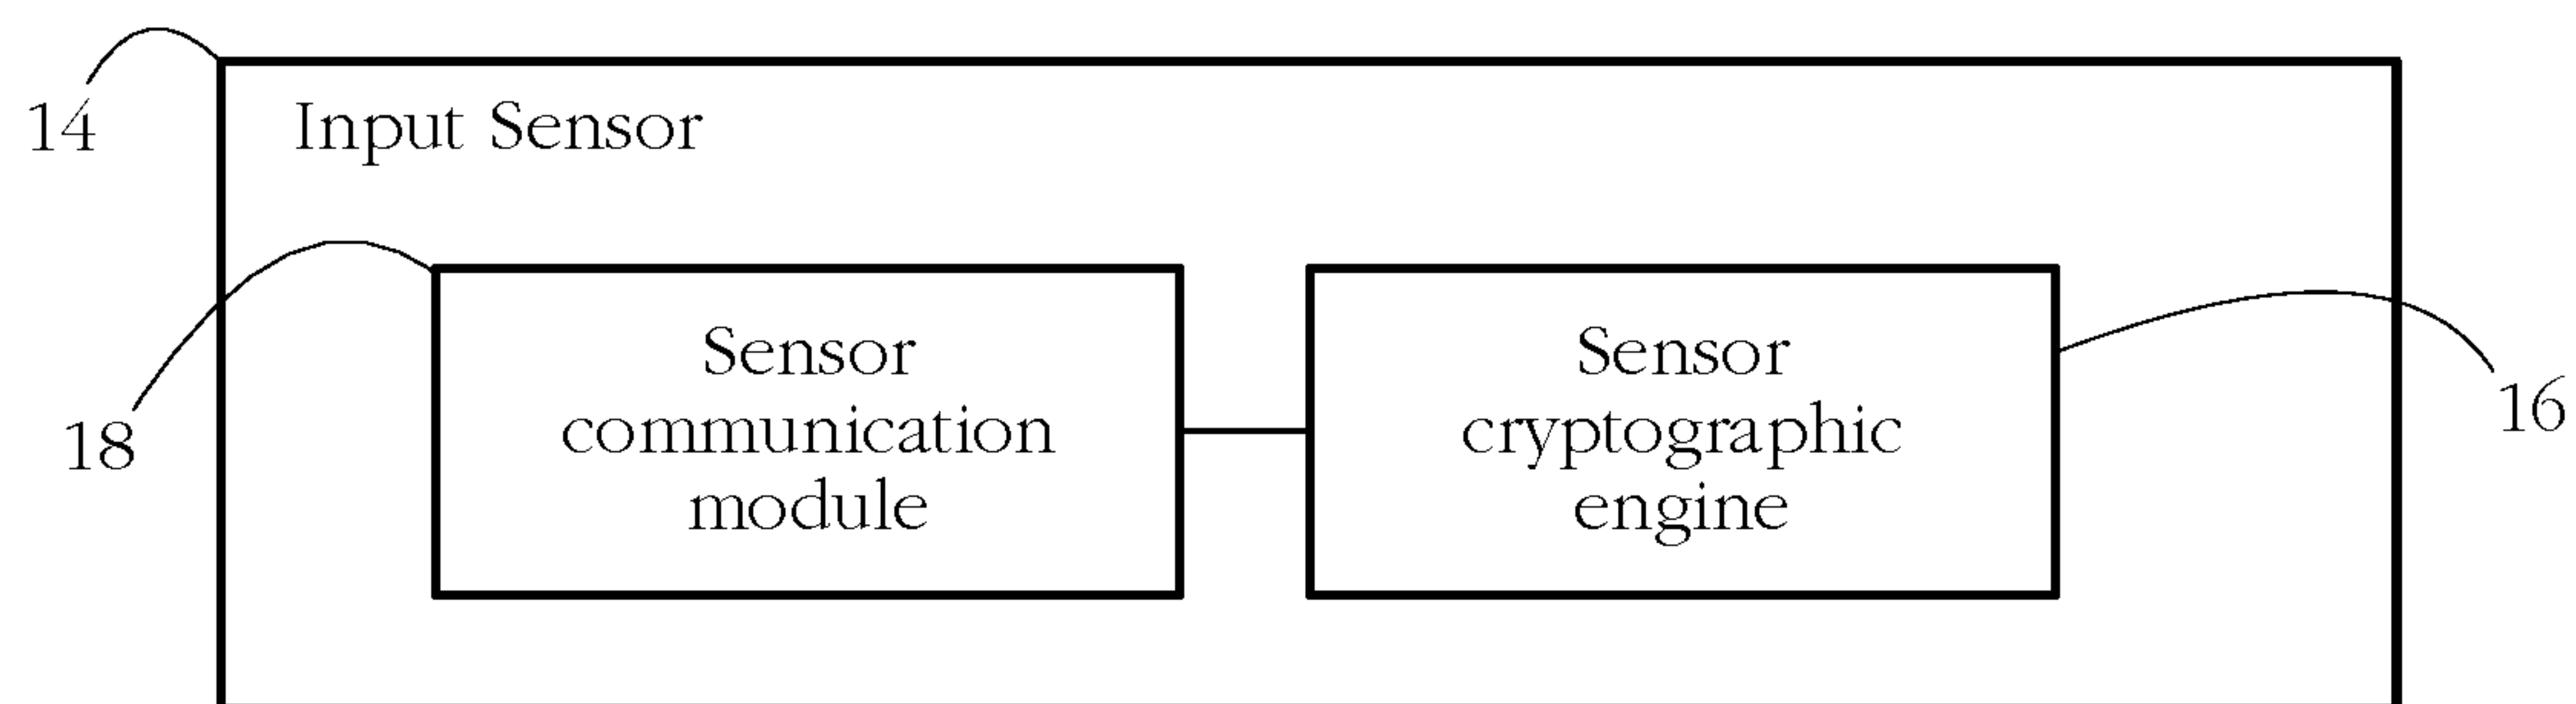 14
Input Sensor
18
Sensor
communication
module
Sensor
cryptographic
engine
16